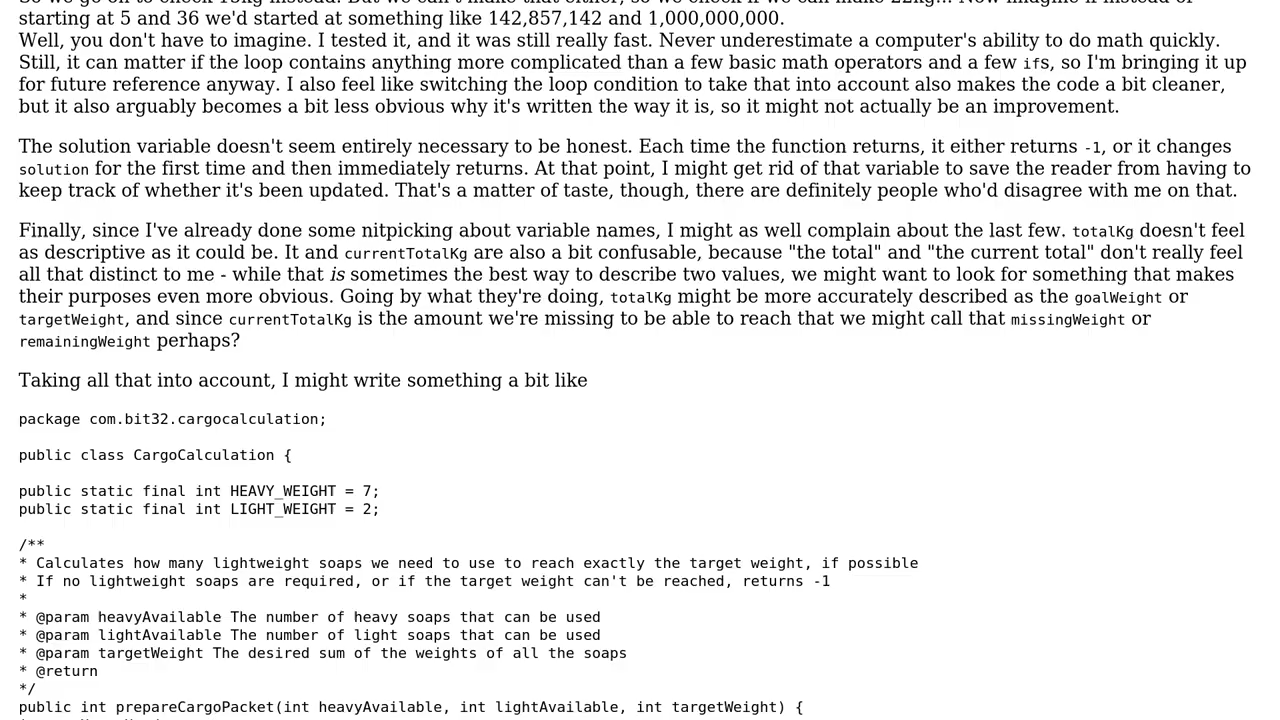 starting at 5 and 36 we'd started at something like 142,857,142 and 1,000,000,000.
Well, you don't have to imagine. I tested it, and it was still really fast. Never underestimate a computer's ability to do math quickly.
Still, it can matter if the loop contains anything more complicated than a few basic math operators and a few ifs, so I'm bringing it up
for future reference anyway. I also feel like switching the loop condition to take that into account also makes the code a bit cleaner,
but it also arguably becomes a bit less obvious why it's written the way it is, so it might not actually be an improvement.
The solution variable doesn't seem entirely necessary to be honest. Each time the function returns, it either returns -1, or it changes
solution for the first time and then immediately returns. At that point, I might get rid of that variable to save the reader from having to
keep track of whether it's been updated. That's a matter of taste, though, there are definitely people who'd disagree with me on that.
Finally, since I've already done some nitpicking about variable names, I might as well complain about the last few. totalKg doesn't feel
as descriptive as it could be. It and currentTotalKg are also a bit confusable, because "the total" and "the current total" don't really feel
all that distinct to me - while that is sometimes the best way to describe two values, we might want to look for something that makes
their purposes even more obvious. Going by what they're doing, totalKg might be more accurately described as the goalWeight or
targetWeight, and since currentTotalKg is the amount we're missing to be able to reach that we might call that missingWeight or
remainingWeight perhaps?
Taking all that into account, I might write something a bit like
package com.bit32.cargocalculation;
public class CargoCalculation {
public static final int HEAVY_WEIGHT = 7;
public static final int LIGHT_WEIGHT = 2;
/**
* Calculates how many lightweight soaps we need to use to reach exactly the target weight, if possible
* If no lightweight soaps are required, or if the target weight can't be reached, returns -1
*
* @param heavyAvailable The number of heavy soaps that can be used
* @param lightAvailable The number of light soaps that can be used
* @param targetWeight The desired sum of the weights of all the soaps
* @return
*/
public int prepareCargoPacket(int heavyAvailable, int lightAvailable, int targetWeight) {